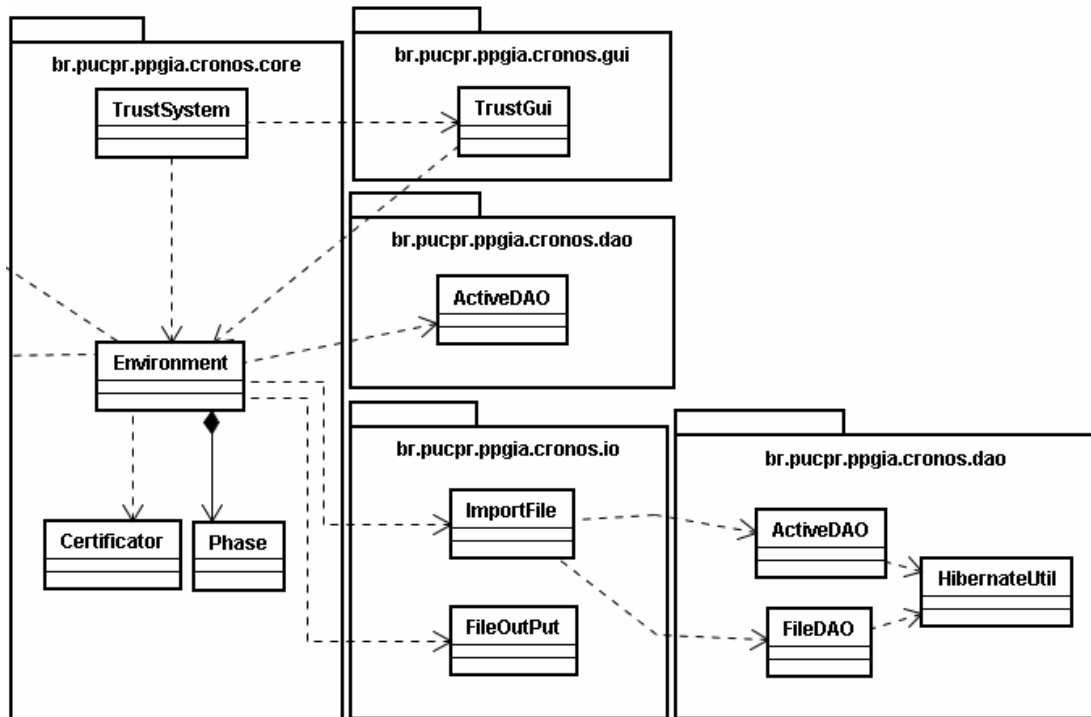 br.pucpr.ppgia.cronos.core
TrustSystem
Environment
Certificator
Phase
br.pucpr.ppgia.cronos.gui
TrustGui
br.pucpr.ppgia.cronos.dao
ActiveDAO
br.pucpr.ppgia.cronos.io
ImportFile
FileOutPut
br.pucpr.ppgia.cronos.dao
ActiveDAO
FileDAO
HibernateUtil